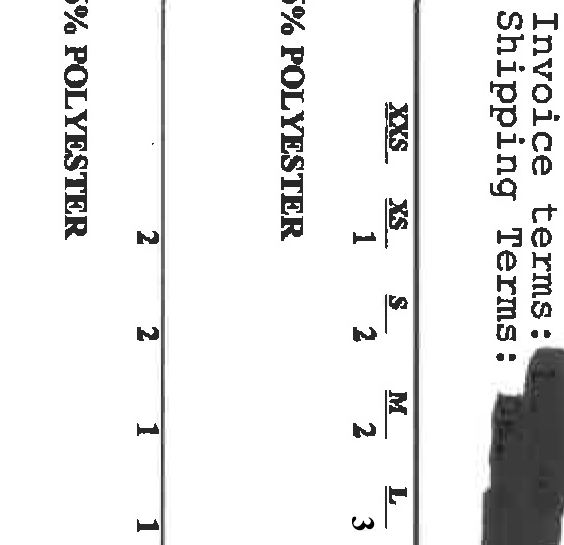 Invoice terms:
Shipping Terms:
XXS XS S M L
1 2 2 3
% POLYESTER
2 2 1 1
% POLYESTER